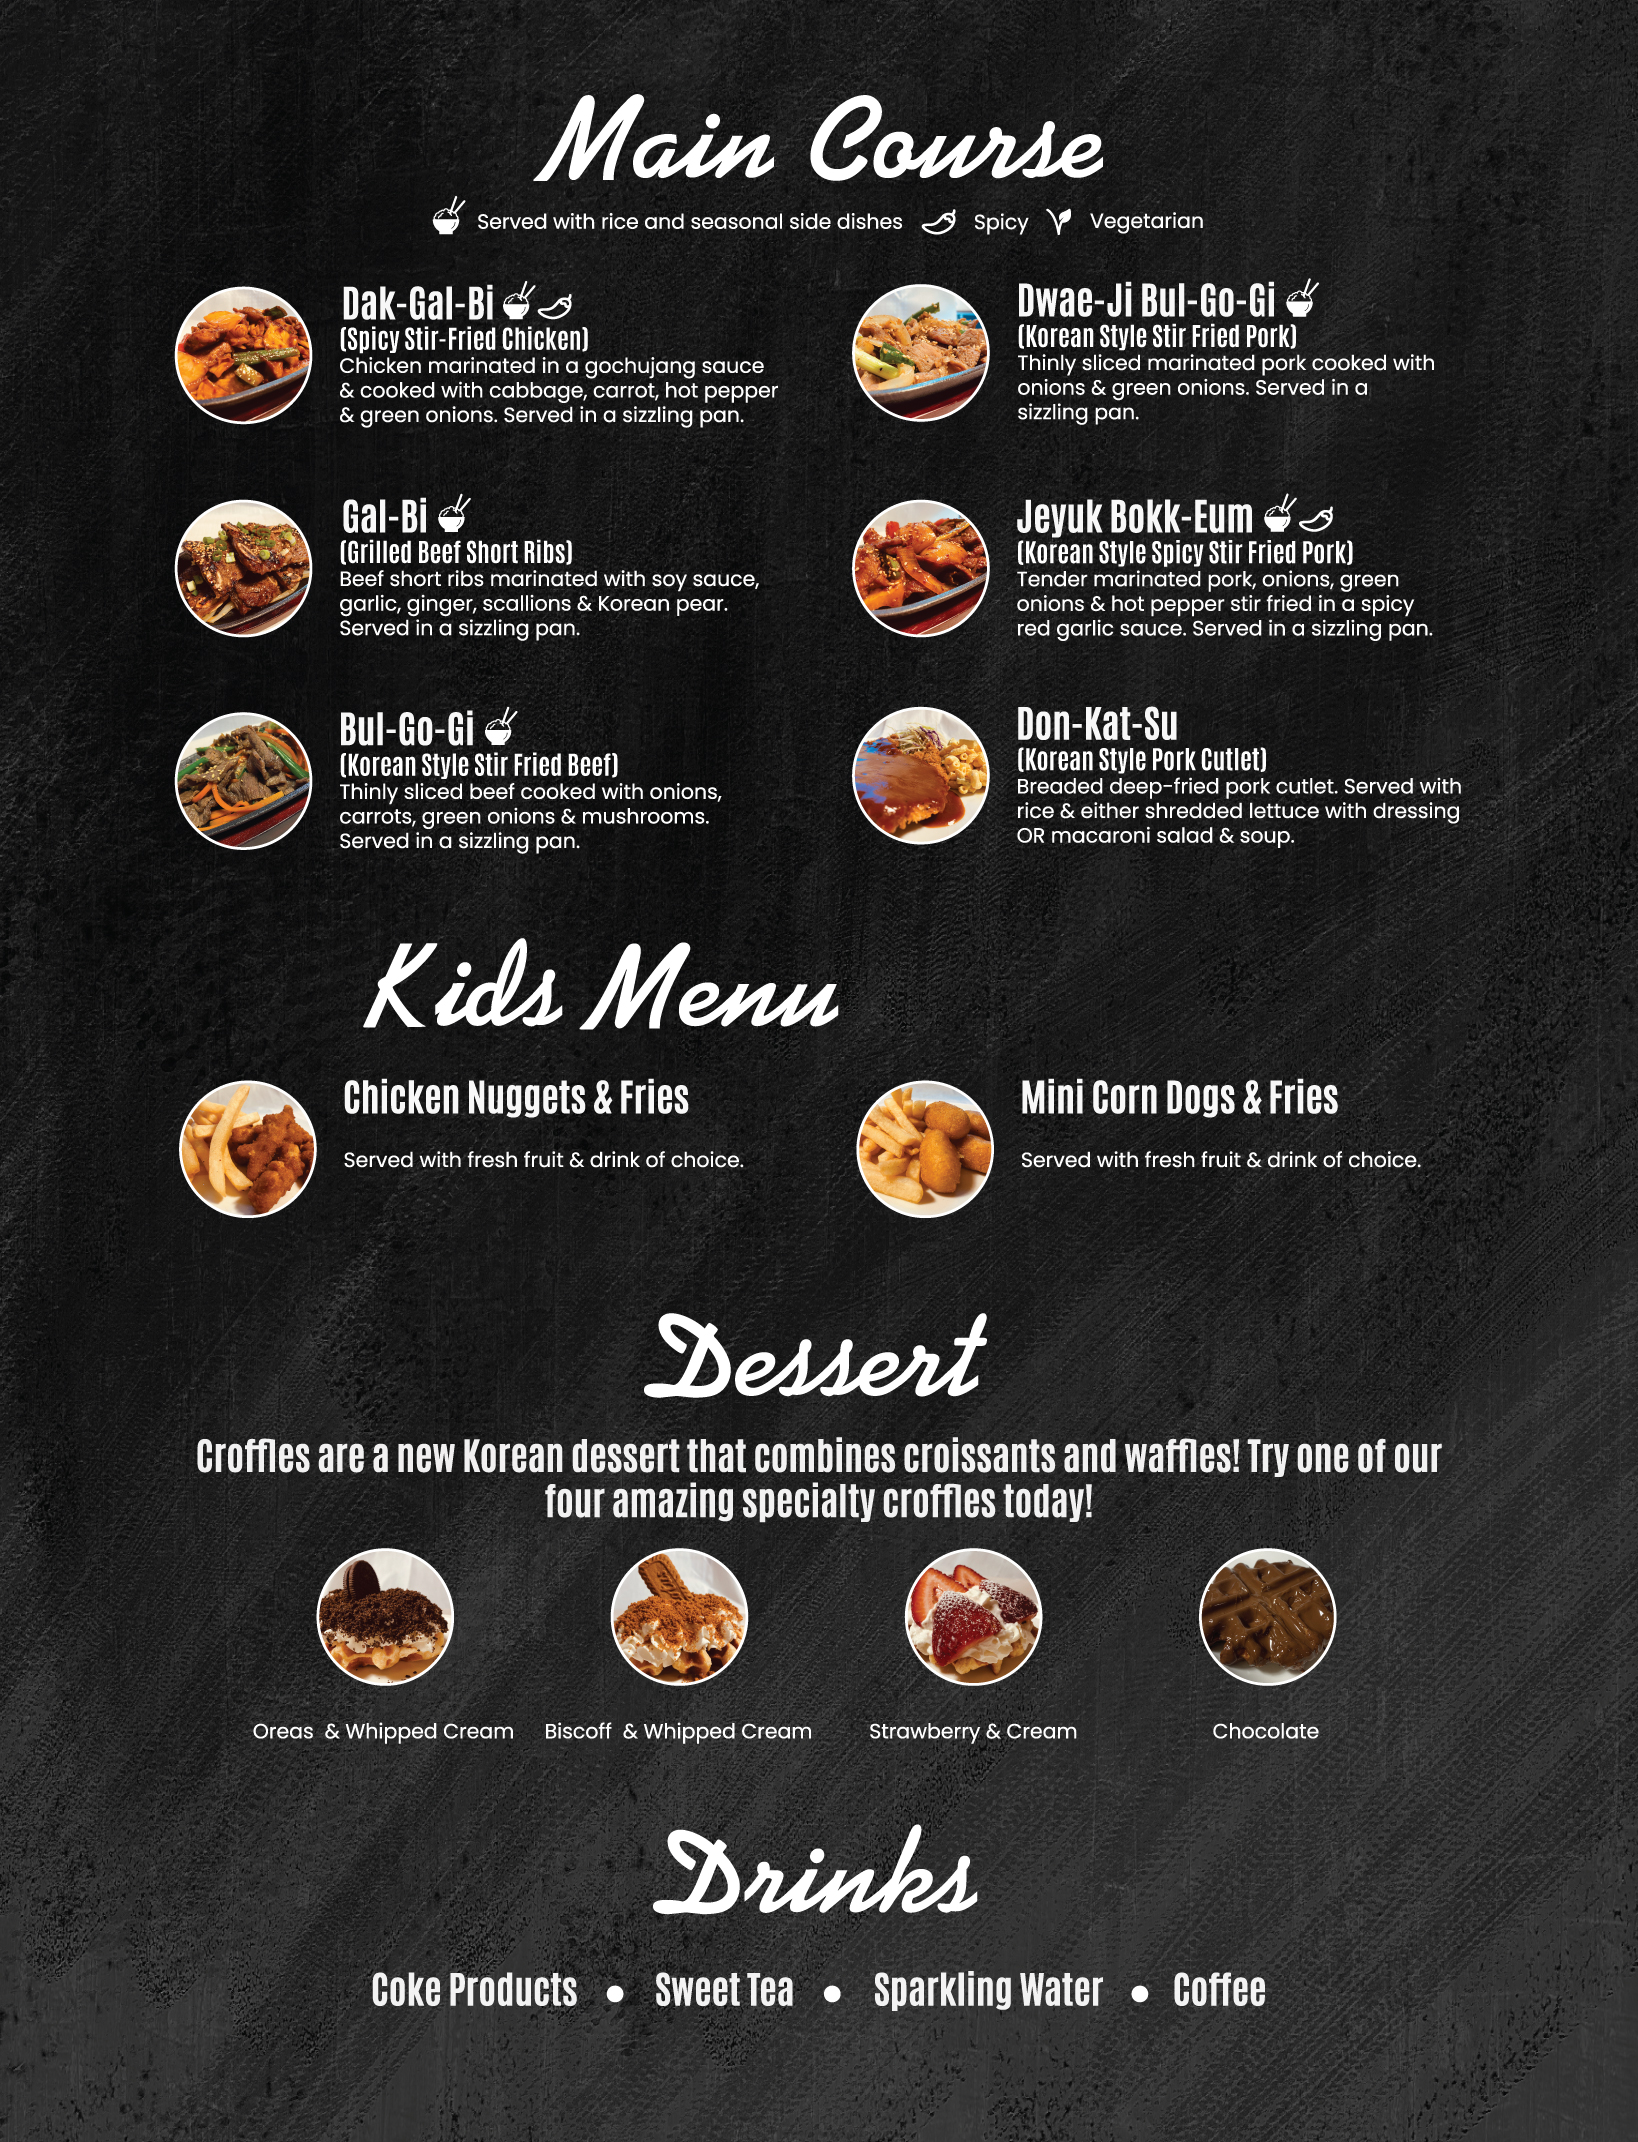 Main Course
Served with rice and seasonal side dishes Spicy Vegetarian
Dak-Gal-Bi
(Spicy Stir-Fried Chicken)
Chicken marinated in a gochujang sauce
& cooked with cabbage, carrot, hot pepper
& green onions. Served in a sizzling pan.
Dwae-Ji Bul-Go-Gi
(Korean Style Stir Fried Pork)
Thinly sliced marinated pork cooked with
onions & green onions. Served in a
sizzling pan.
Gal-Bi
(Grilled Beef Short Ribs)
Beef short ribs marinated with soy sauce,
garlic, ginger, scallions & Korean pear.
Served in a sizzling pan.
Jeyuk Bokk-Eum
(Korean Style Spicy Stir Fried Pork)
Tender marinated pork, onions, green
onions & hot pepper stir fried in a spicy
red garlic sauce. Served in a sizzling pan.
Bul-Go-Gi
(Korean Style Stir Fried Beef)
Thinly sliced beef cooked with onions,
carrots, green onions & mushrooms.
Served in a sizzling pan.
Don-Kat-Su
(Korean Style Pork Cutlet)
Breaded deep-fried pork cutlet. Served with
rice & either shredded lettuce with dressing
OR macaroni salad & soup.
Kids Menu
Chicken Nuggets & Fries
Served with fresh fruit & drink of choice.
Mini Corn Dogs & Fries
Served with fresh fruit & drink of choice.
Dessert
Croffles are a new Korean dessert that combines croissants and waffles! Try one of our
four amazing specialty croffles today!
Oreas & Whipped Cream
Biscoff & Whipped Cream
Strawberry & Cream
Chocolate
Drinks
Coke Products • Sweet Tea • Sparkling Water • Coffee